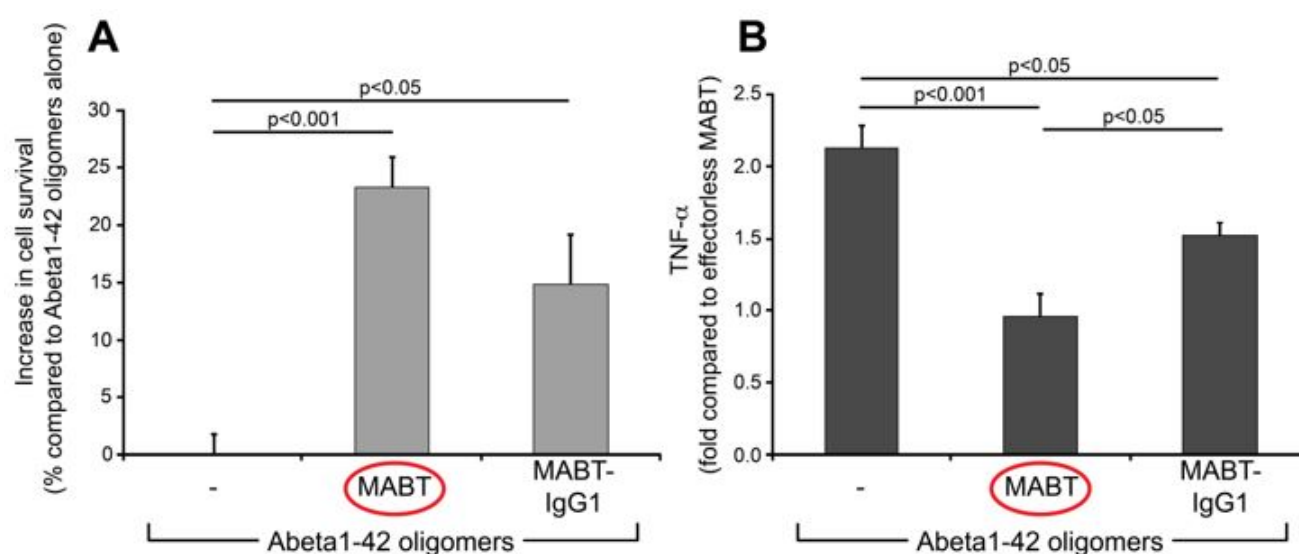 A
Increase in cell survival
(% compared to Abeta1-42 oligomers alone)
p<0.05
p<0.001
30
25
20
15
10
5
0
-
MABT
MABT-
IgG1
Abeta1-42 oligomers
B
TNF-α
(fold compared to effectorless MABT)
p<0.05
p<0.001
p<0.05
2.5
2.0
1.5
1.0
0.5
0.0
-
MABT
MABT-
IgG1
Abeta1-42 oligomers